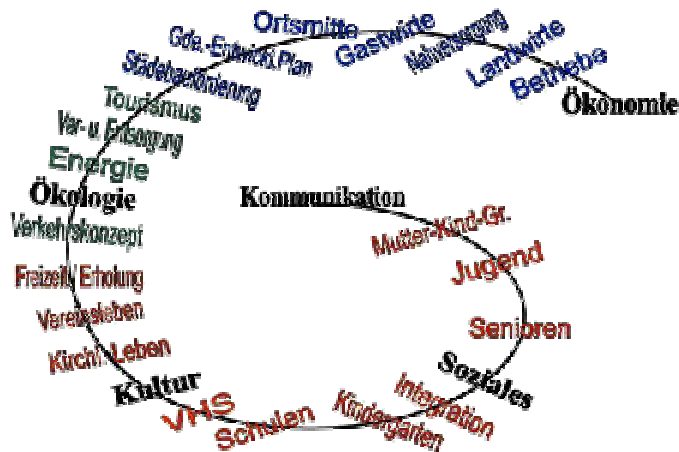 Kommunikation
Mutter-Kind-Gr.
Jugend
Senioren
Soziales
Integration
Kindergarten
Schulen
VHS
Kultur
Kirchl. Leben
Vereinsleben
Freizeit/ Erholung
Verkehrskonzept
Ökologie
Energie
Ver- u. Entsorgung
Tourismus
Städebauförderung
Gde.-Entwickl.Plan
Ortsmitte
Gastwirte
Nahversorgung
Landwirte
Betriebe
Ökonomie